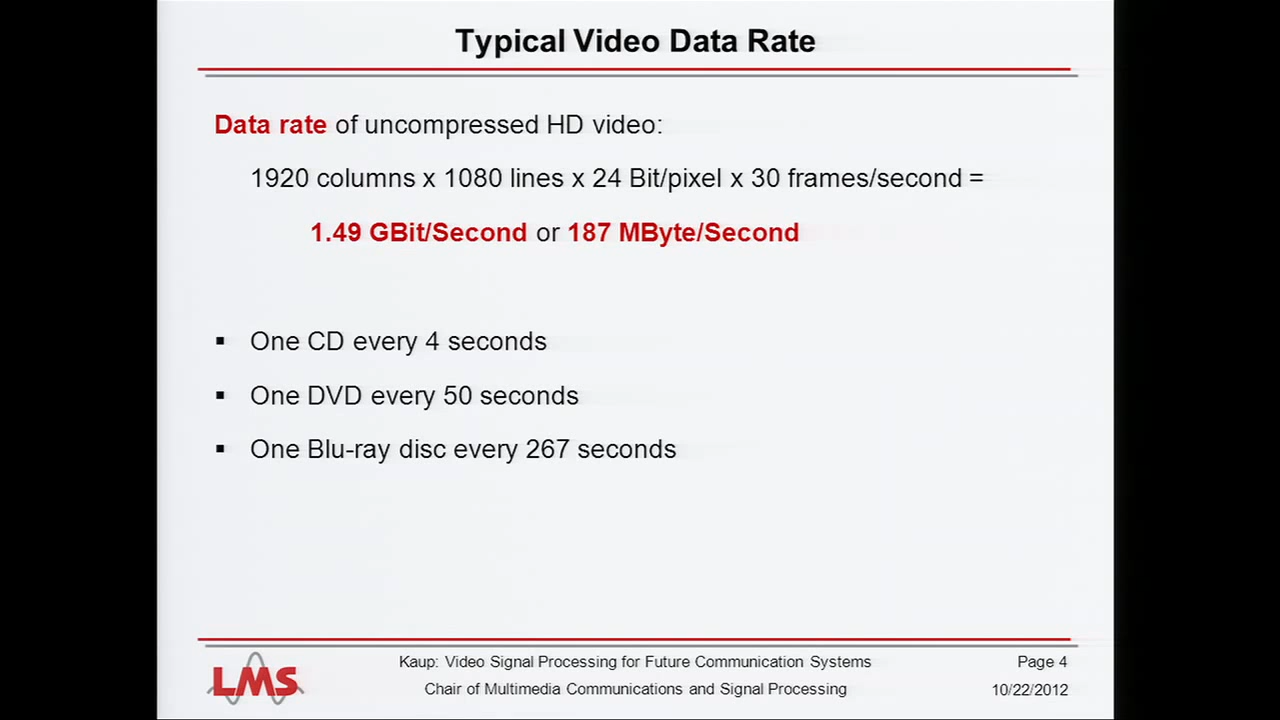 Typical Video Data Rate
Data rate of uncompressed HD video:
1920 columns x 1080 lines x 24 Bit/pixel x 30 frames/second =
1.49 GBit/Second or 187 MByte/Second
▪ One CD every 4 seconds
▪ One DVD every 50 seconds
▪ One Blu-ray disc every 267 seconds
LMS
Kaup: Video Signal Processing for Future Communication Systems
Page 4
Chair of Multimedia Communications and Signal Processing
10/22/2012